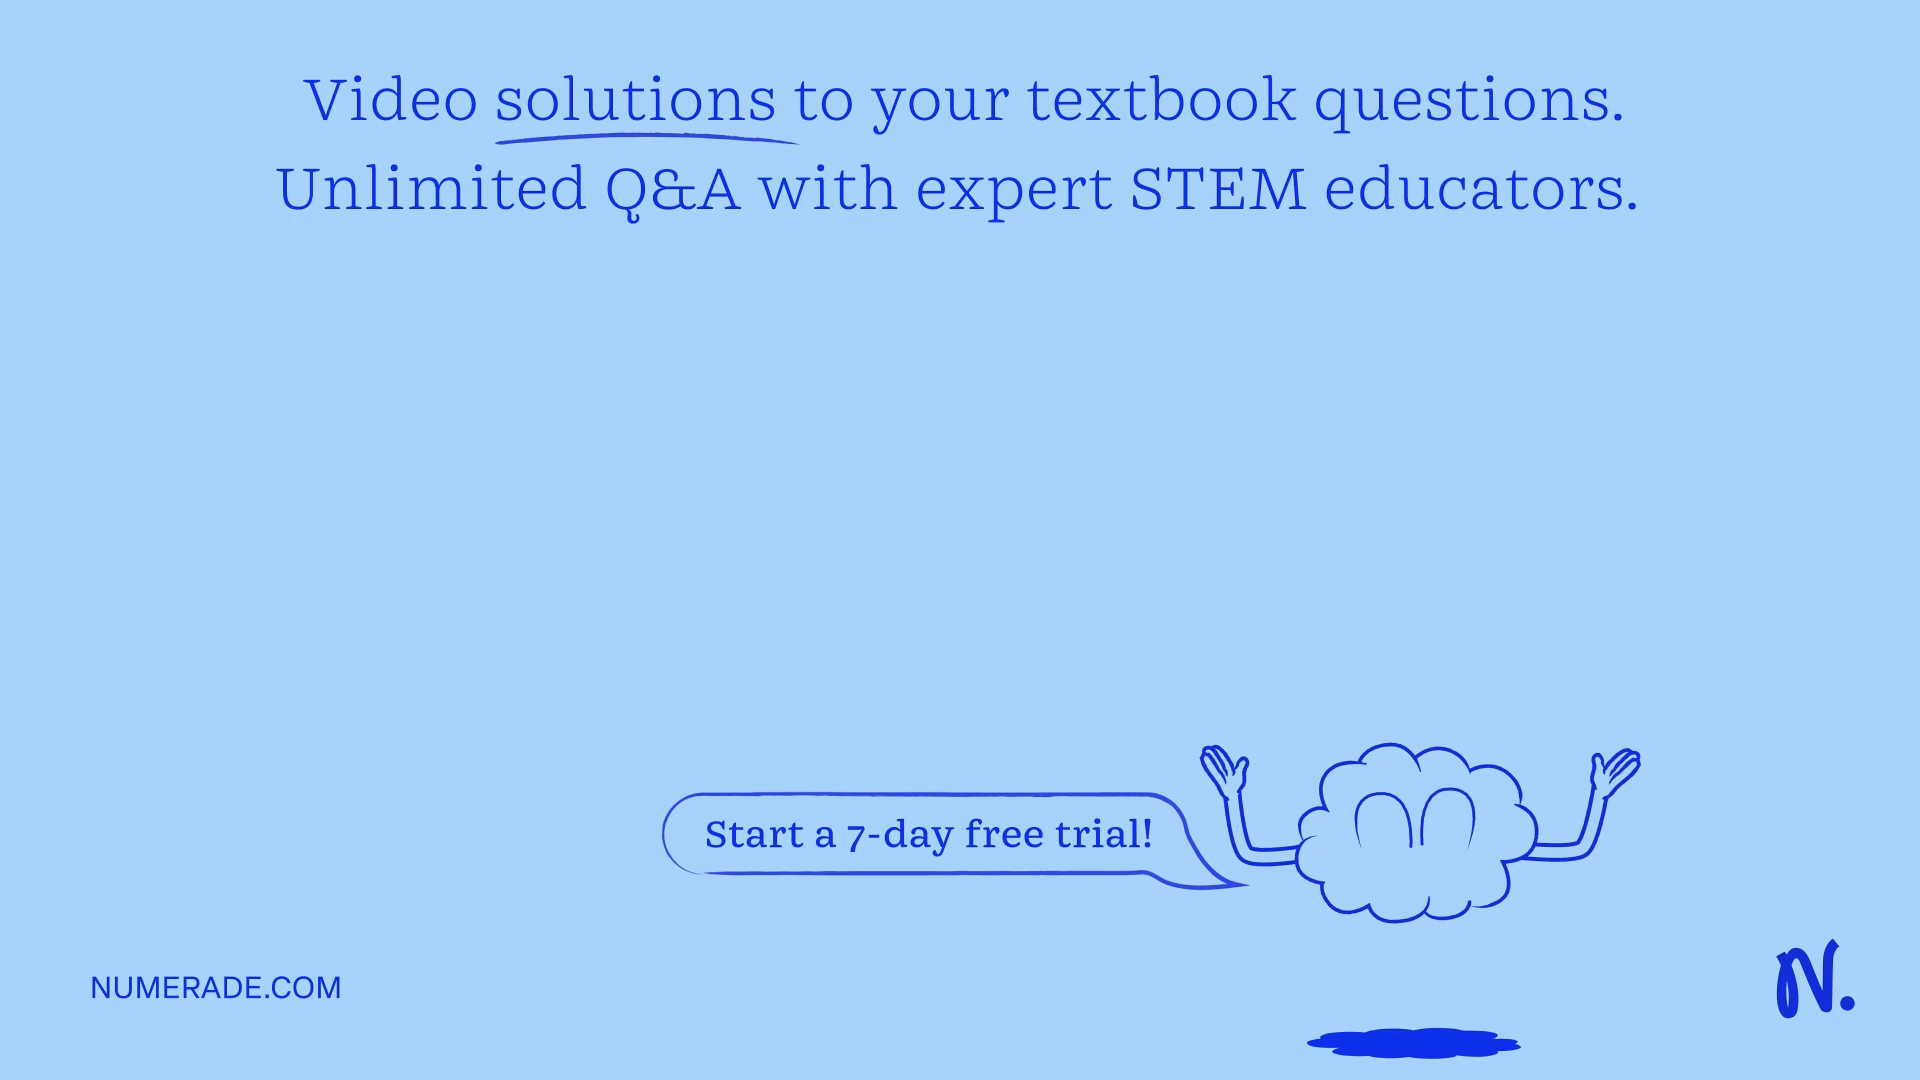 Video solutions to your textbook questions.
Unlimited Q&A with expert STEM educators.
Start a 7-day free trial!
NUMERADE.COM
N.